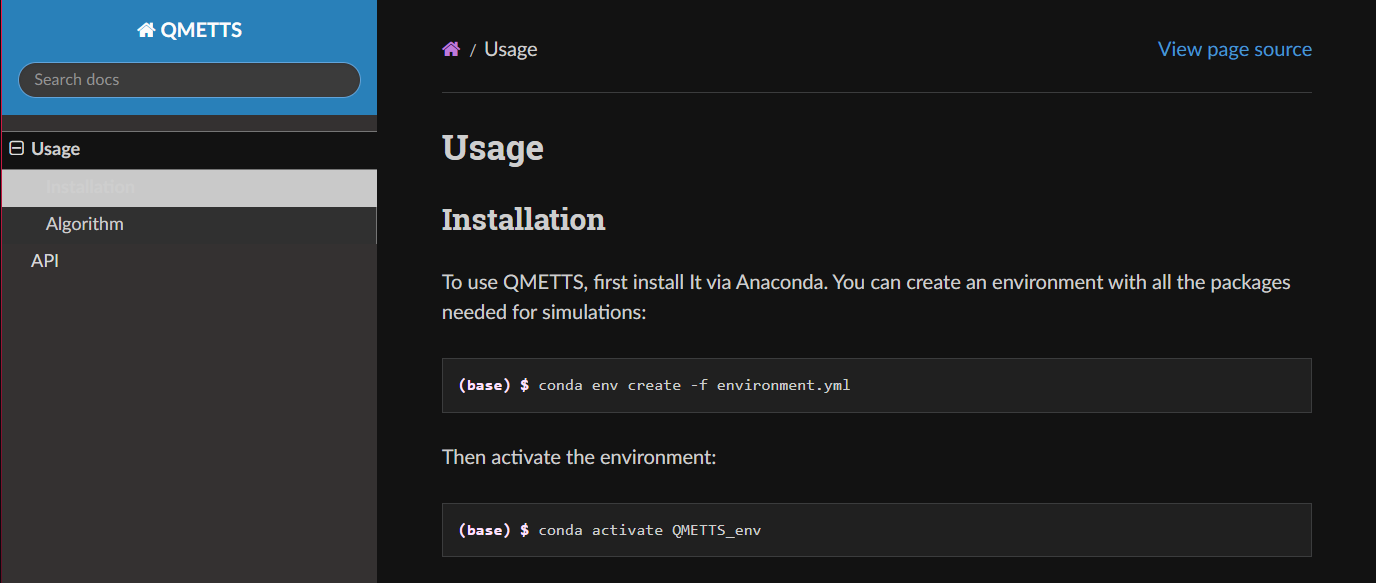 QMETTS
Search docs
Usage
Installation
Algorithm
API
/ Usage
View page source
Usage
Installation
To use QMETTS, first install It via Anaconda. You can create an environment with all the packages
needed for simulations:
(base) $ conda env create -f environment.yml
Then activate the environment:
(base) $ conda activate QMETTS_env